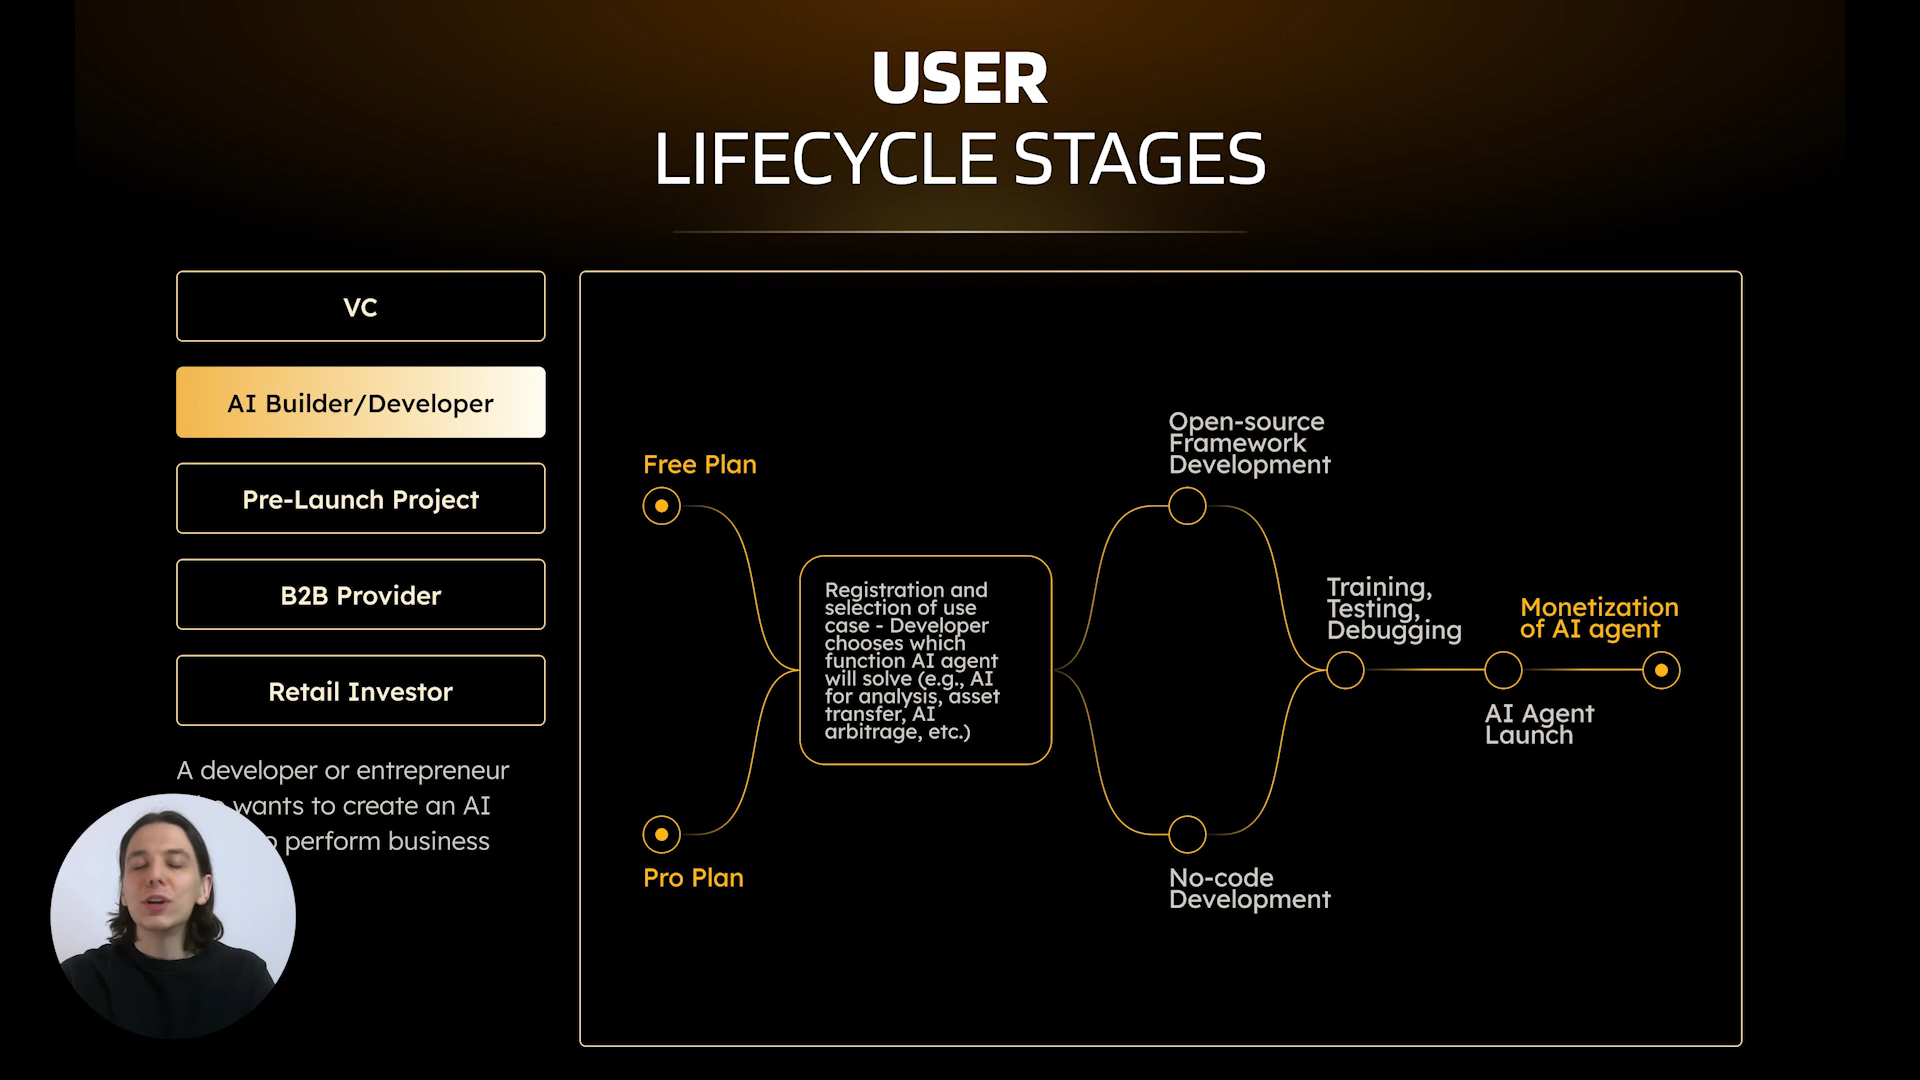 USER
LIFECYCLE STAGES
VC
AI Builder/Developer
Pre-Launch Project
B2B Provider
Retail Investor
A developer or entrepreneur
wants to create an AI
perform business
Free Plan
Pro Plan
Registration and
selection of use
case - Developer
chooses which
function AI agent
will solve (e.g., AI
for analysis, asset
transfer, AI
arbitrage, etc.)
Open-source
Framework
Development
No-code
Development
Training,
Testing,
Debugging
AI Agent
Launch
Monetization
of AI agent